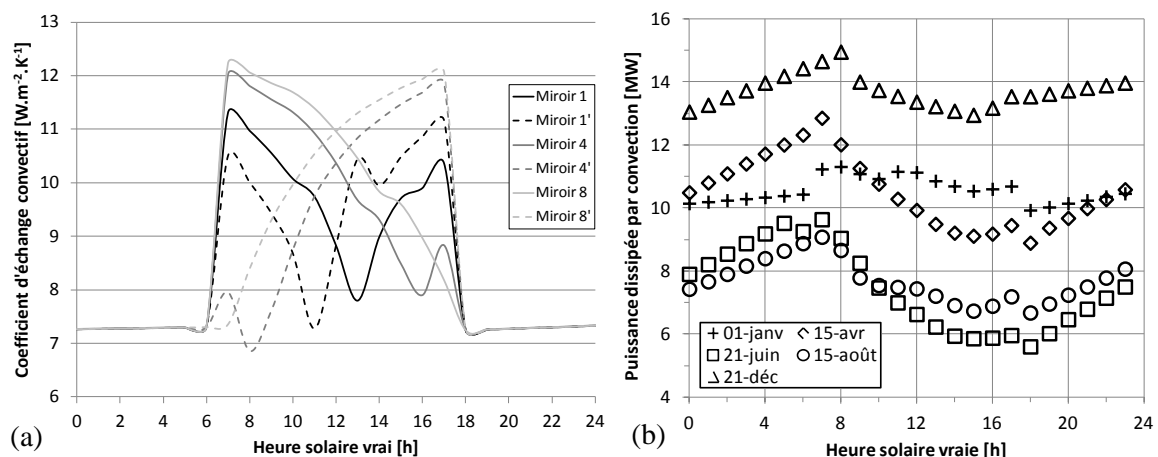 13
12
11
10
9
8
7
6
0 2 4 6 8 10 12 14 16 18 20 22 24
Coefficient d'échange convectif [W.m-2.K-1]
Heure solaire vrai [h]
Miroir 1
Miroir 1'
Miroir 4
Miroir 4'
Miroir 8
Miroir 8'
(a)
16
14
12
10
8
6
4
0 4 8 12 16 20 24
Puissance dissipée par convection [MW]
Heure solaire vraie [h]
01-janv 15-avr
21-juin 15-août
21-déc
(b)